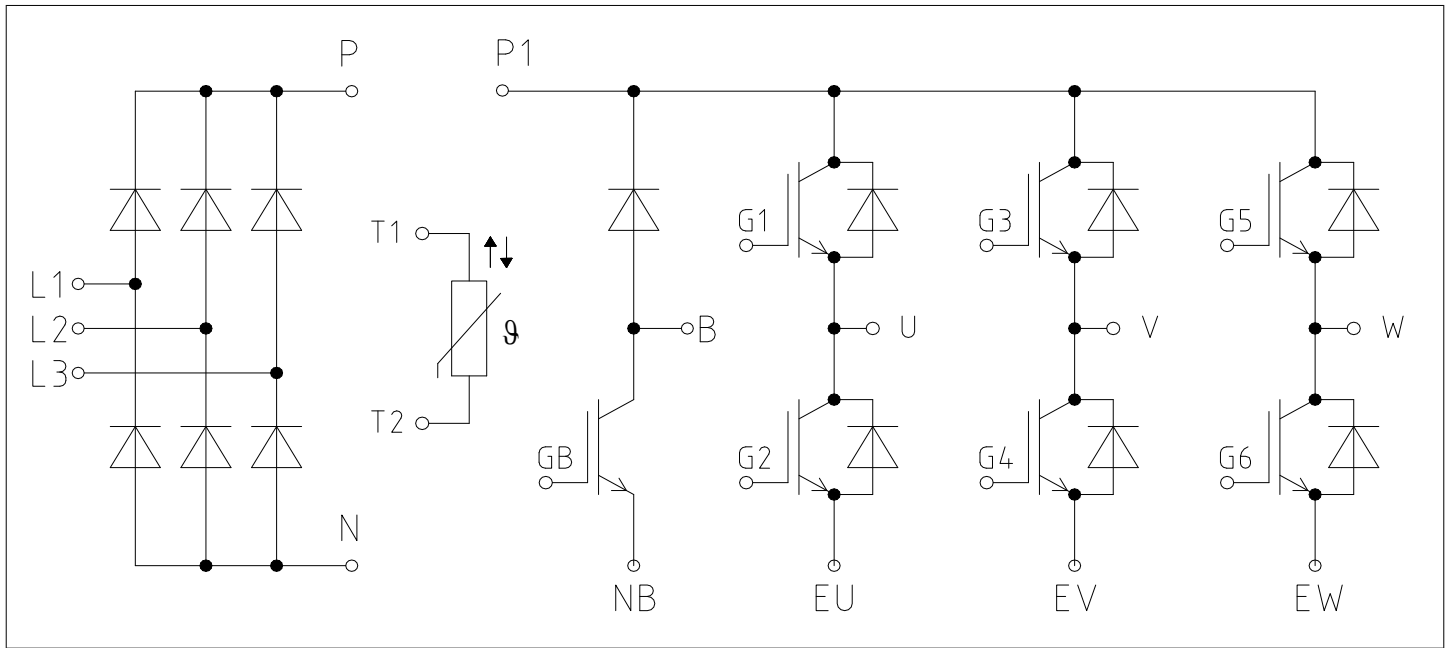 P P1
T1
G1 G3 G5
L1
L2 ϑ B U V W
L3
T2
GB G2 G4 G6
N
NB EU EV EW